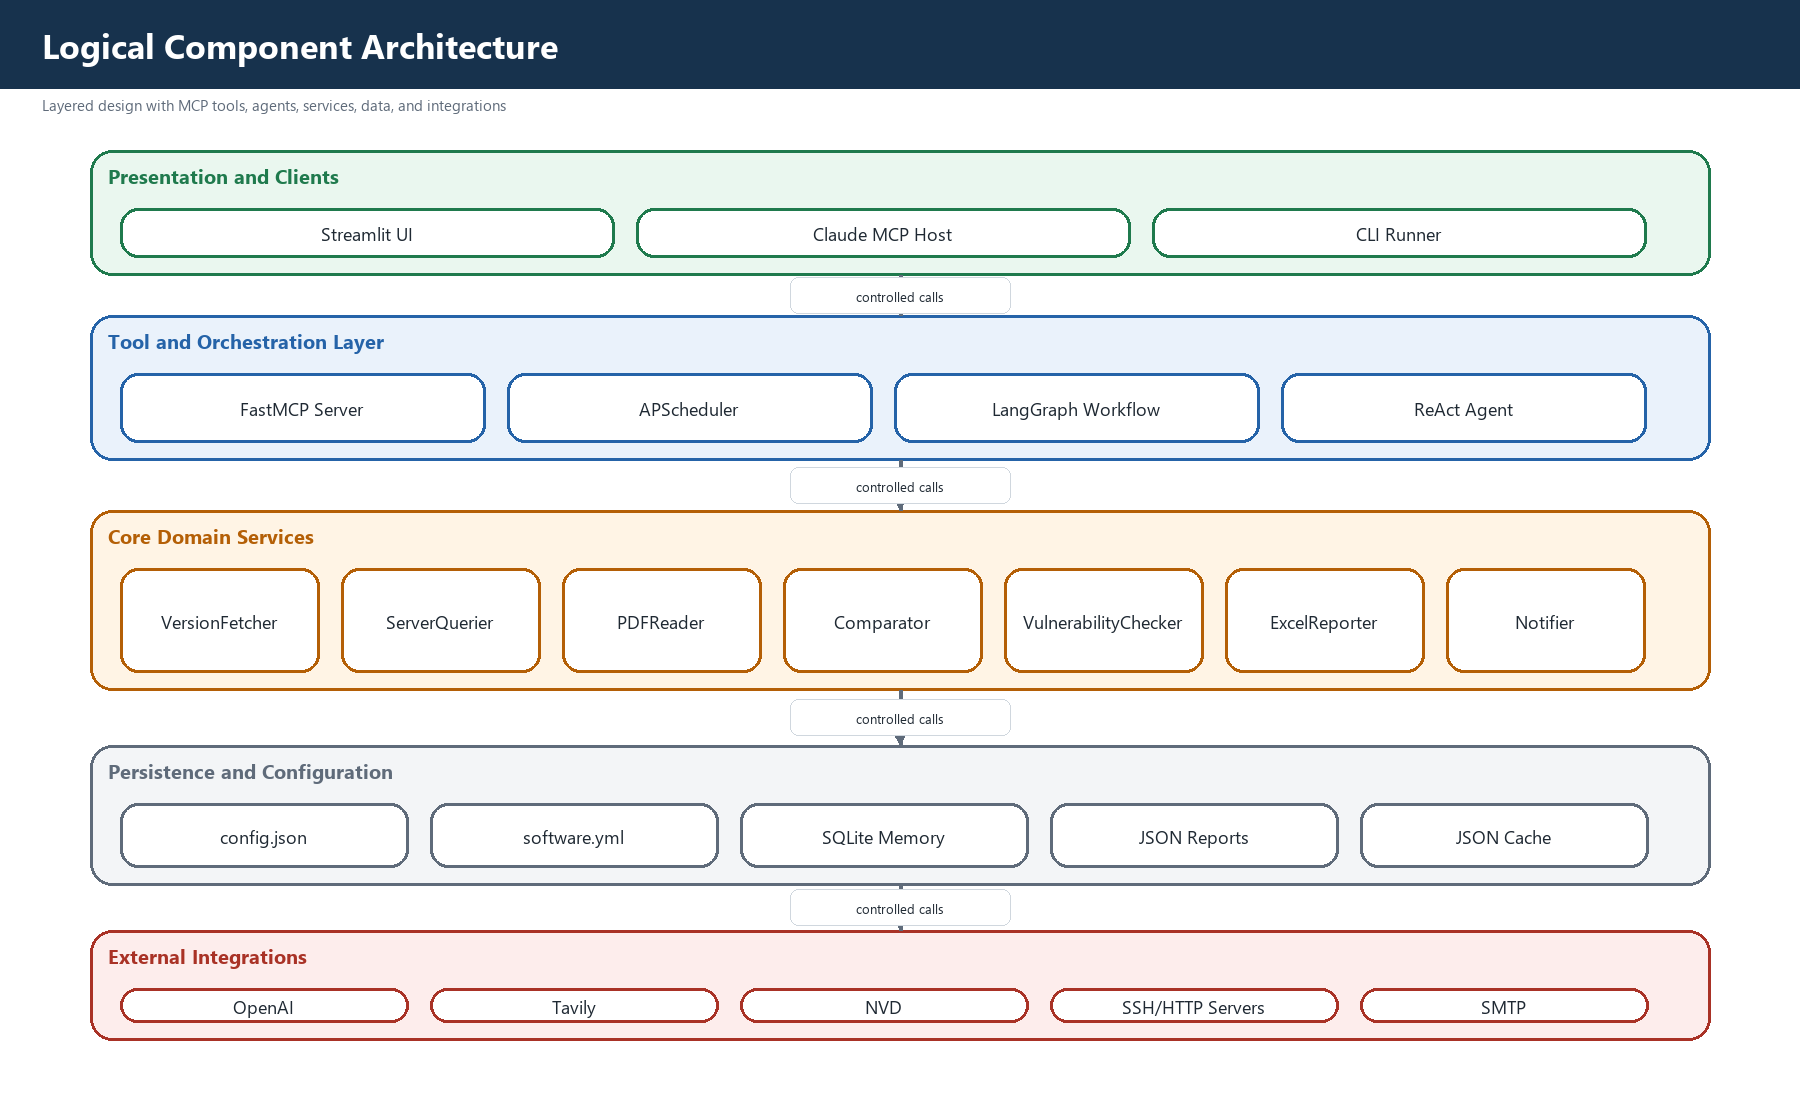 Logical Component Architecture
Layered design with MCP tools, agents, services, data, and integrations
Presentation and Clients
Streamlit UI
Claude MCP Host
CLI Runner
controlled calls
Tool and Orchestration Layer
FastMCP Server
APScheduler
LangGraph Workflow
ReAct Agent
controlled calls
Core Domain Services
VersionFetcher
ServerQuerier
PDFReader
Comparator
VulnerabilityChecker
ExcelReporter
Notifier
controlled calls
Persistence and Configuration
config.json
software.yml
SQLite Memory
JSON Reports
JSON Cache
controlled calls
External Integrations
OpenAI
Tavily
NVD
SSH/HTTP Servers
SMTP